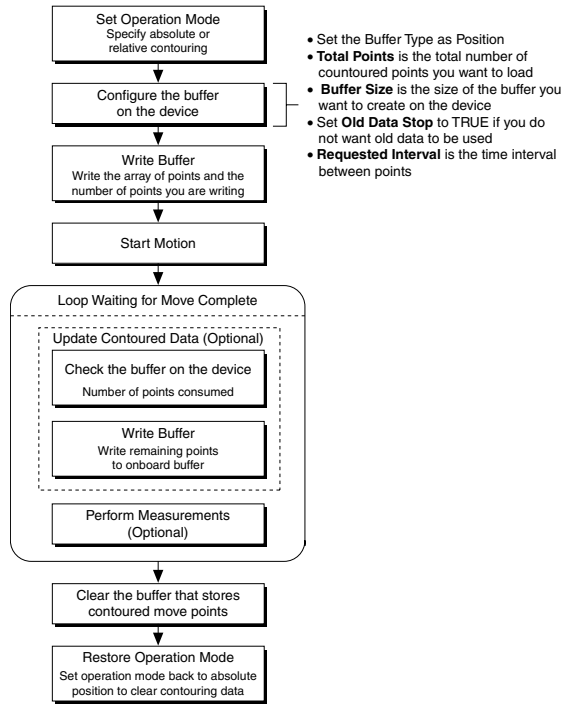 Set Operation Mode
Specify absolute or
relative contouring
• Set the Buffer Type as Position
• Total Points is the total number of
countoured points you want to load
• Buffer Size is the size of the buffer you
want to create on the device
• Set Old Data Stop to TRUE if you do
not want old data to be used
• Requested Interval is the time interval
between points
Configure the buffer
on the device
Write Buffer
Write the array of points and the
number of points you are writing
Start Motion
Loop Waiting for Move Complete
Update Contoured Data (Optional)
Check the buffer on the device
Number of points consumed
Write Buffer
Write remaining points
to onboard buffer
Perform Measurements
(Optional)
Clear the buffer that stores
contoured move points
Restore Operation Mode
Set operation mode back to absolute
position to clear contouring data